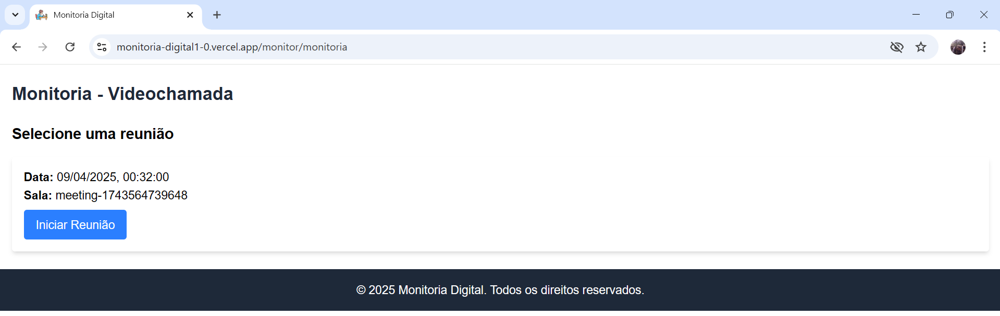 Monitoria Digital
monitoria-digital1-0.vercel.app/monitor/monitoria
Monitoria - Videochamada
Selecione uma reunião
Data: 09/04/2025, 00:32:00
Sala: meeting-1743564739648
Iniciar Reunião
© 2025 Monitoria Digital. Todos os direitos reservados.